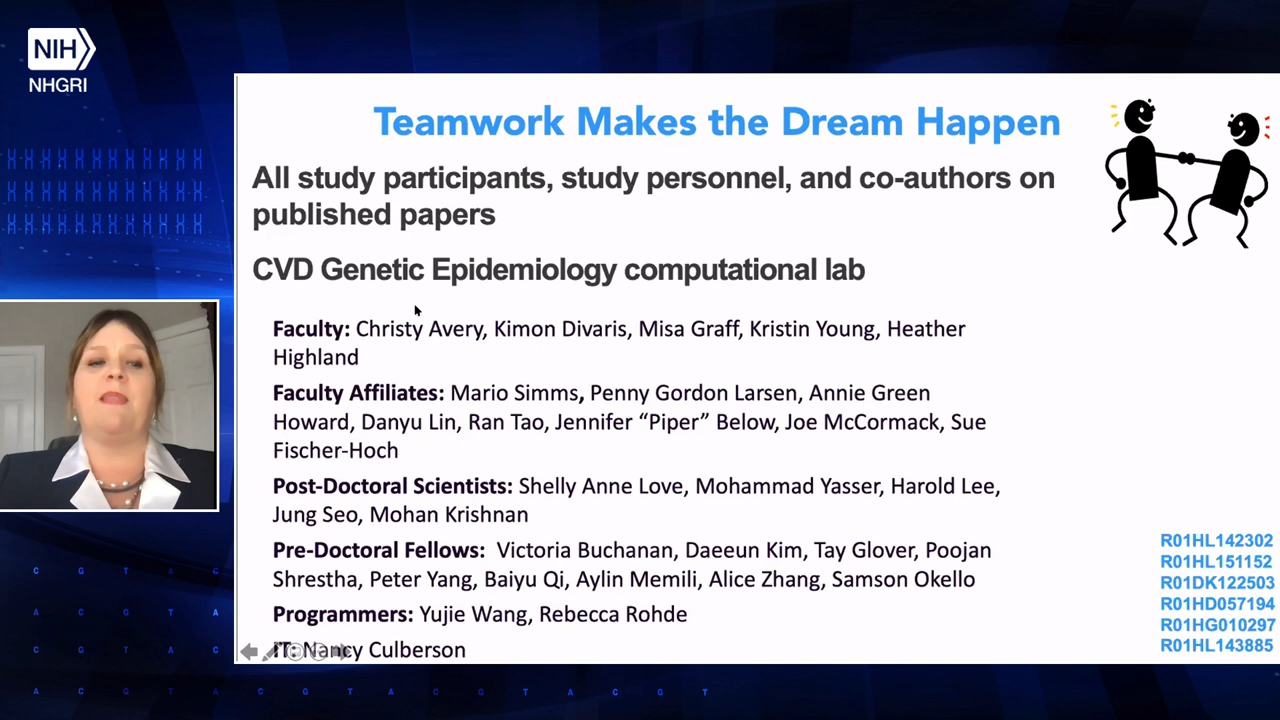 NIH
NHGRI
Teamwork Makes the Dream Happen
All study participants, study personnel, and co-authors on
published papers
CVD Genetic Epidemiology computational lab
Faculty: Christy Avery, Kimon Divaris, Misa Graff, Kristin Young, Heather
Highland
Faculty Affiliates: Mario Simms, Penny Gordon Larsen, Annie Green
Howard, Danyu Lin, Ran Tao, Jennifer “Piper” Below, Joe McCormack, Sue
Fischer-Hoch
Post-Doctoral Scientists: Shelly Anne Love, Mohammad Yasser, Harold Lee,
Jung Seo, Mohan Krishnan
Pre-Doctoral Fellows: Victoria Buchanan, Daeeun Kim, Tay Glover, Poojan
Shrestha, Peter Yang, Baiyu Qi, Aylin Memili, Alice Zhang, Samson Okello
Programmers: Yujie Wang, Rebecca Rohde
IT: Nancy Culberson
R01HL142302
R01HL151152
R01DK122503
R01HD057194
R01HG010297
R01HL143885
C G T A C
A C G T A
C G T A C
A C G T A C G T A C G T A C G T